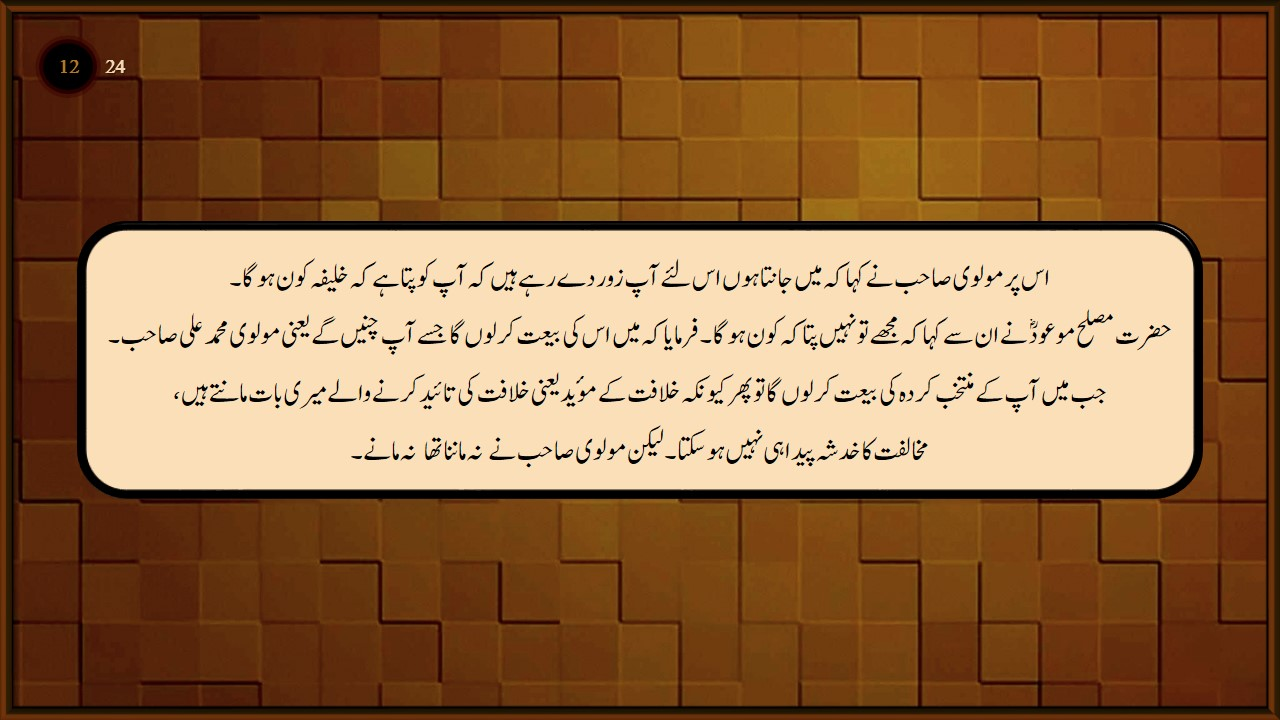 12 24
اس پر مولوی صاحب نے کہا کہ میں جانتا ہوں اس لئے آپ زور دے رہے ہیں کہ آپ کو پتا ہے کہ خلیفہ کون ہو گا۔
حضرت مصلح موعودؓ نے ان سے کہا کہ مجھے تو نہیں پتا کہ کون ہو گا۔ فرمایا کہ میں اس کی بیعت کر لوں گا جسے آپ چنیں گے یعنی مولوی محمد علی صاحب۔
جب میں آپ کے منتخب کردہ کی بیعت کر لوں گا تو پھر کیونکہ خلافت کے مؤید یعنی خلافت کی تائید کرنے والے میری بات مانتے ہیں،
مخالفت کا خدشہ پیدا ہی نہیں ہو سکتا۔ لیکن مولوی صاحب نے نہ ماننا تھا نہ مانے۔